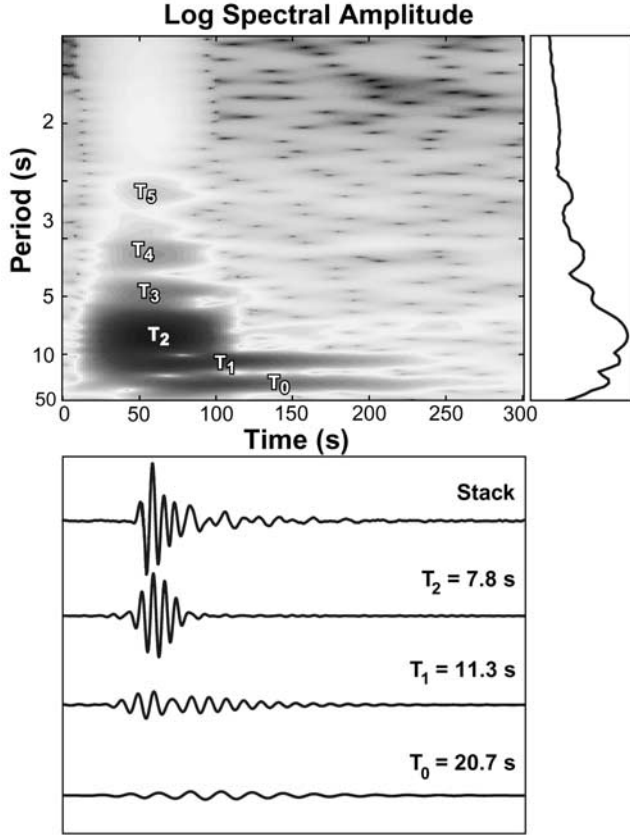 Log Spectral Amplitude
Period (s)
2
3
5
10
50
T5
T4
T3
T2
T1
T0
0 50 100 150 200 250 300
Time (s)
Stack
T2 = 7.8 s
T1 = 11.3 s
T0 = 20.7 s